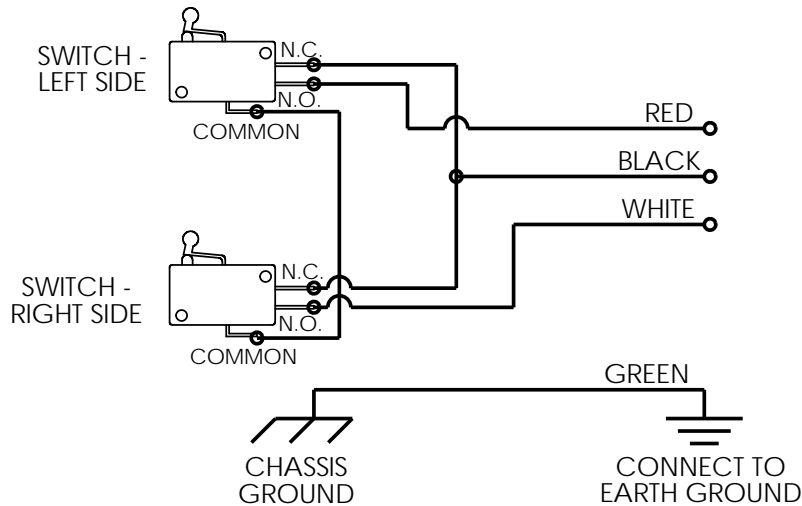 SWITCH -
LEFT SIDE
N.C.
N.O.
COMMON
RED
BLACK
WHITE
SWITCH -
RIGHT SIDE
N.C.
N.O.
COMMON
GREEN
CHASSIS
GROUND
CONNECT TO
EARTH GROUND